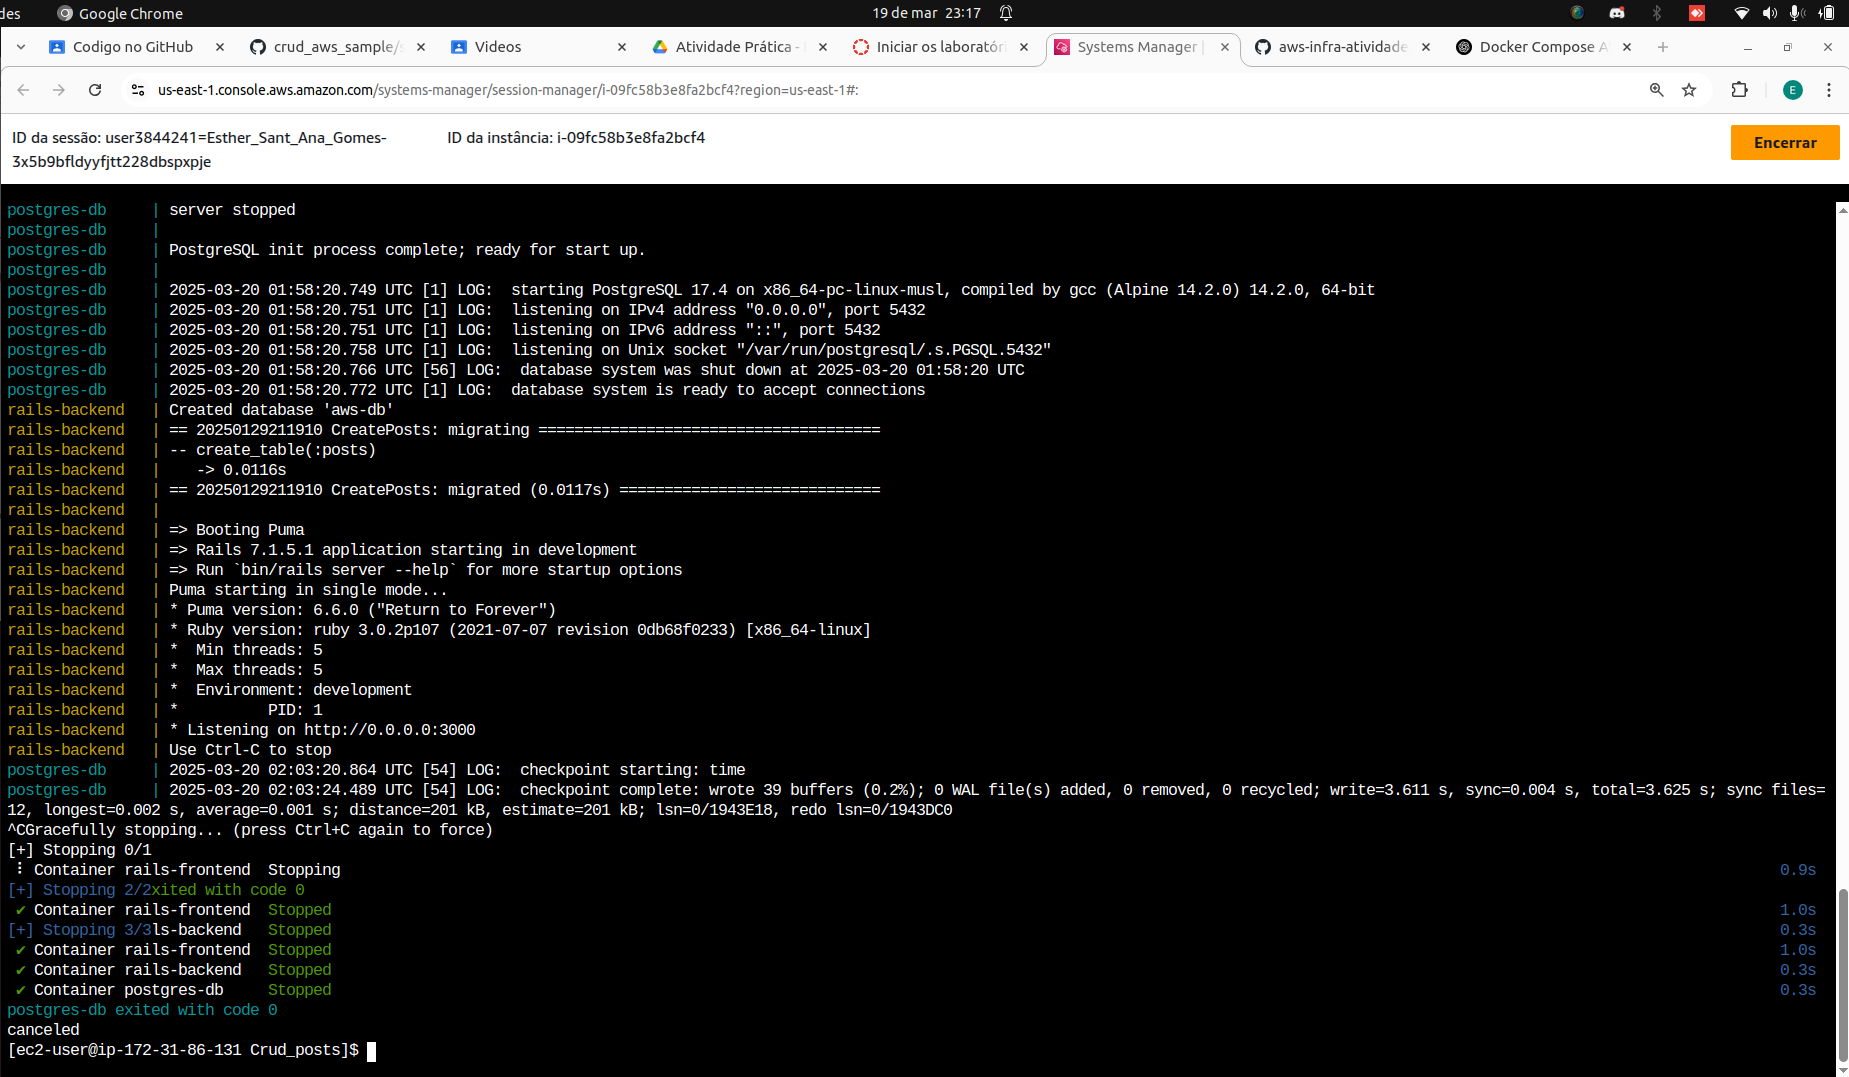 des Google Chrome 19 de mar 23:17
Codigo no GitHub crud_aws_sample/ Videos Atividade Prática - Iniciar os laboratóri Systems Manager | aws-infra-atividade Docker Compose A
us-east-1.console.aws.amazon.com/systems-manager/session-manager/i-09fc58b3e8fa2bcf4?region=us-east-1#: E
ID da sessão: user3844241=Esther_Sant_Ana_Gomes-3x5b9bfldyyfjtt228dbspxpje
ID da instância: i-09fc58b3e8fa2bcf4
Encerrar
postgres-db | server stopped
postgres-db |
postgres-db | PostgreSQL init process complete; ready for start up.
postgres-db |
postgres-db | 2025-03-20 01:58:20.749 UTC [1] LOG:  starting PostgreSQL 17.4 on x86_64-pc-linux-musl, compiled by gcc (Alpine 14.2.0) 14.2.0, 64-bit
postgres-db | 2025-03-20 01:58:20.751 UTC [1] LOG:  listening on IPv4 address "0.0.0.0", port 5432
postgres-db | 2025-03-20 01:58:20.751 UTC [1] LOG:  listening on IPv6 address "::", port 5432
postgres-db | 2025-03-20 01:58:20.758 UTC [1] LOG:  listening on Unix socket "/var/run/postgresql/.s.PGSQL.5432"
postgres-db | 2025-03-20 01:58:20.766 UTC [56] LOG:  database system was shut down at 2025-03-20 01:58:20 UTC
postgres-db | 2025-03-20 01:58:20.772 UTC [1] LOG:  database system is ready to accept connections
rails-backend | Created database 'aws-db'
rails-backend | == 20250129211910 CreatePosts: migrating ======================================
rails-backend | -- create_table(:posts)
rails-backend |    -> 0.0116s
rails-backend | == 20250129211910 CreatePosts: migrated (0.0117s) =============================
rails-backend |
rails-backend | => Booting Puma
rails-backend | => Rails 7.1.5.1 application starting in development
rails-backend | => Run `bin/rails server --help` for more startup options
rails-backend | Puma starting in single mode...
rails-backend | * Puma version: 6.6.0 ("Return to Forever")
rails-backend | * Ruby version: ruby 3.0.2p107 (2021-07-07 revision 0db68f0233) [x86_64-linux]
rails-backend | *  Min threads: 5
rails-backend | *  Max threads: 5
rails-backend | *  Environment: development
rails-backend | *          PID: 1
rails-backend | * Listening on http://0.0.0.0:3000
rails-backend | Use Ctrl-C to stop
postgres-db | 2025-03-20 02:03:20.864 UTC [54] LOG:  checkpoint starting: time
postgres-db | 2025-03-20 02:03:24.489 UTC [54] LOG:  checkpoint complete: wrote 39 buffers (0.2%); 0 WAL file(s) added, 0 removed, 0 recycled; write=3.611 s, sync=0.004 s, total=3.625 s; sync files=
12, longest=0.002 s, average=0.001 s; distance=201 kB, estimate=201 kB; lsn=0/1943E18, redo lsn=0/1943DC0
^CGracefully stopping... (press Ctrl+C again to force)
[+] Stopping 0/1
⠸ Container rails-frontend  Stopping 0.9s
[+] Stopping 2/2xited with code 0
✔ Container rails-frontend  Stopped 1.0s
[+] Stopping 3/3ls-backend   Stopped 0.3s
✔ Container rails-frontend  Stopped 1.0s
✔ Container rails-backend   Stopped 0.3s
✔ Container postgres-db     Stopped 0.3s
postgres-db exited with code 0
canceled
[ec2-user@ip-172-31-86-131 Crud_posts]$